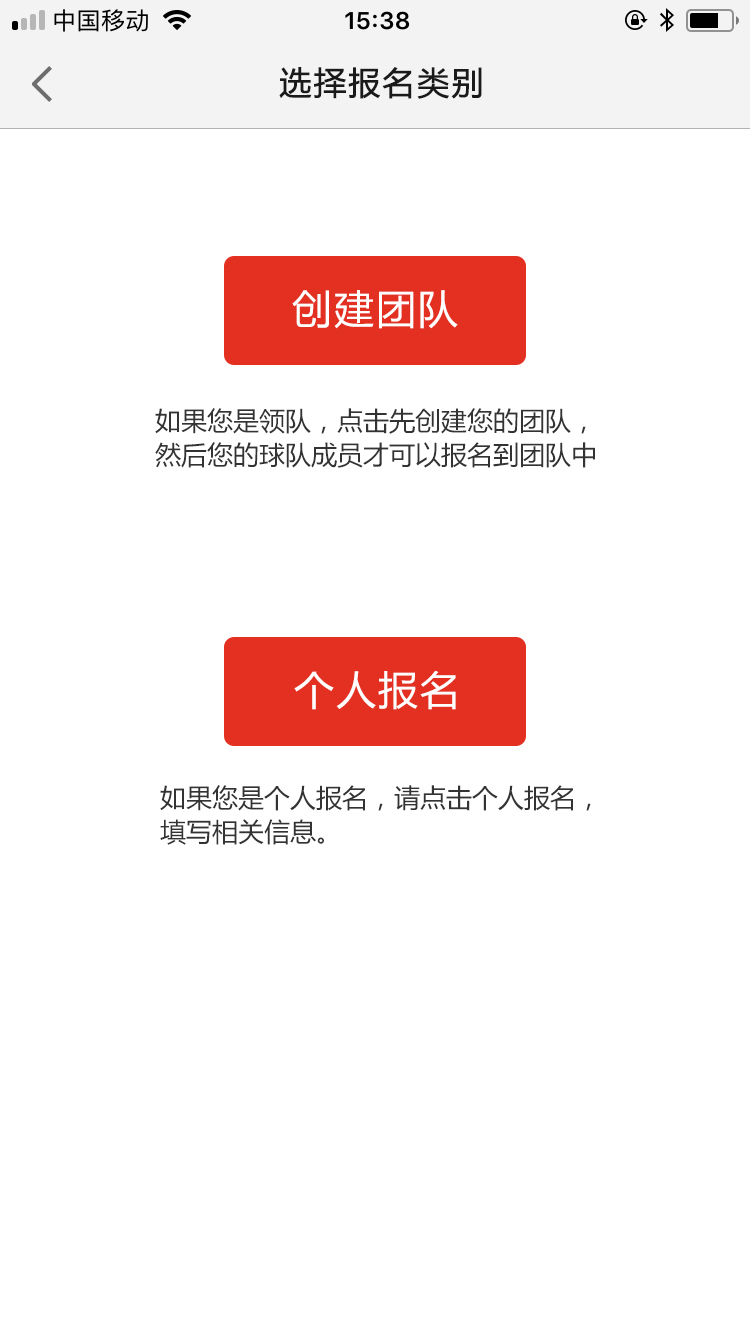 中国移动
15:38
选择报名类别
创建团队
如果您是领队，点击先创建您的团队，
然后您的球队成员才可以报名到团队中
个人报名
如果您是个人报名，请点击个人报名，
填写相关信息。